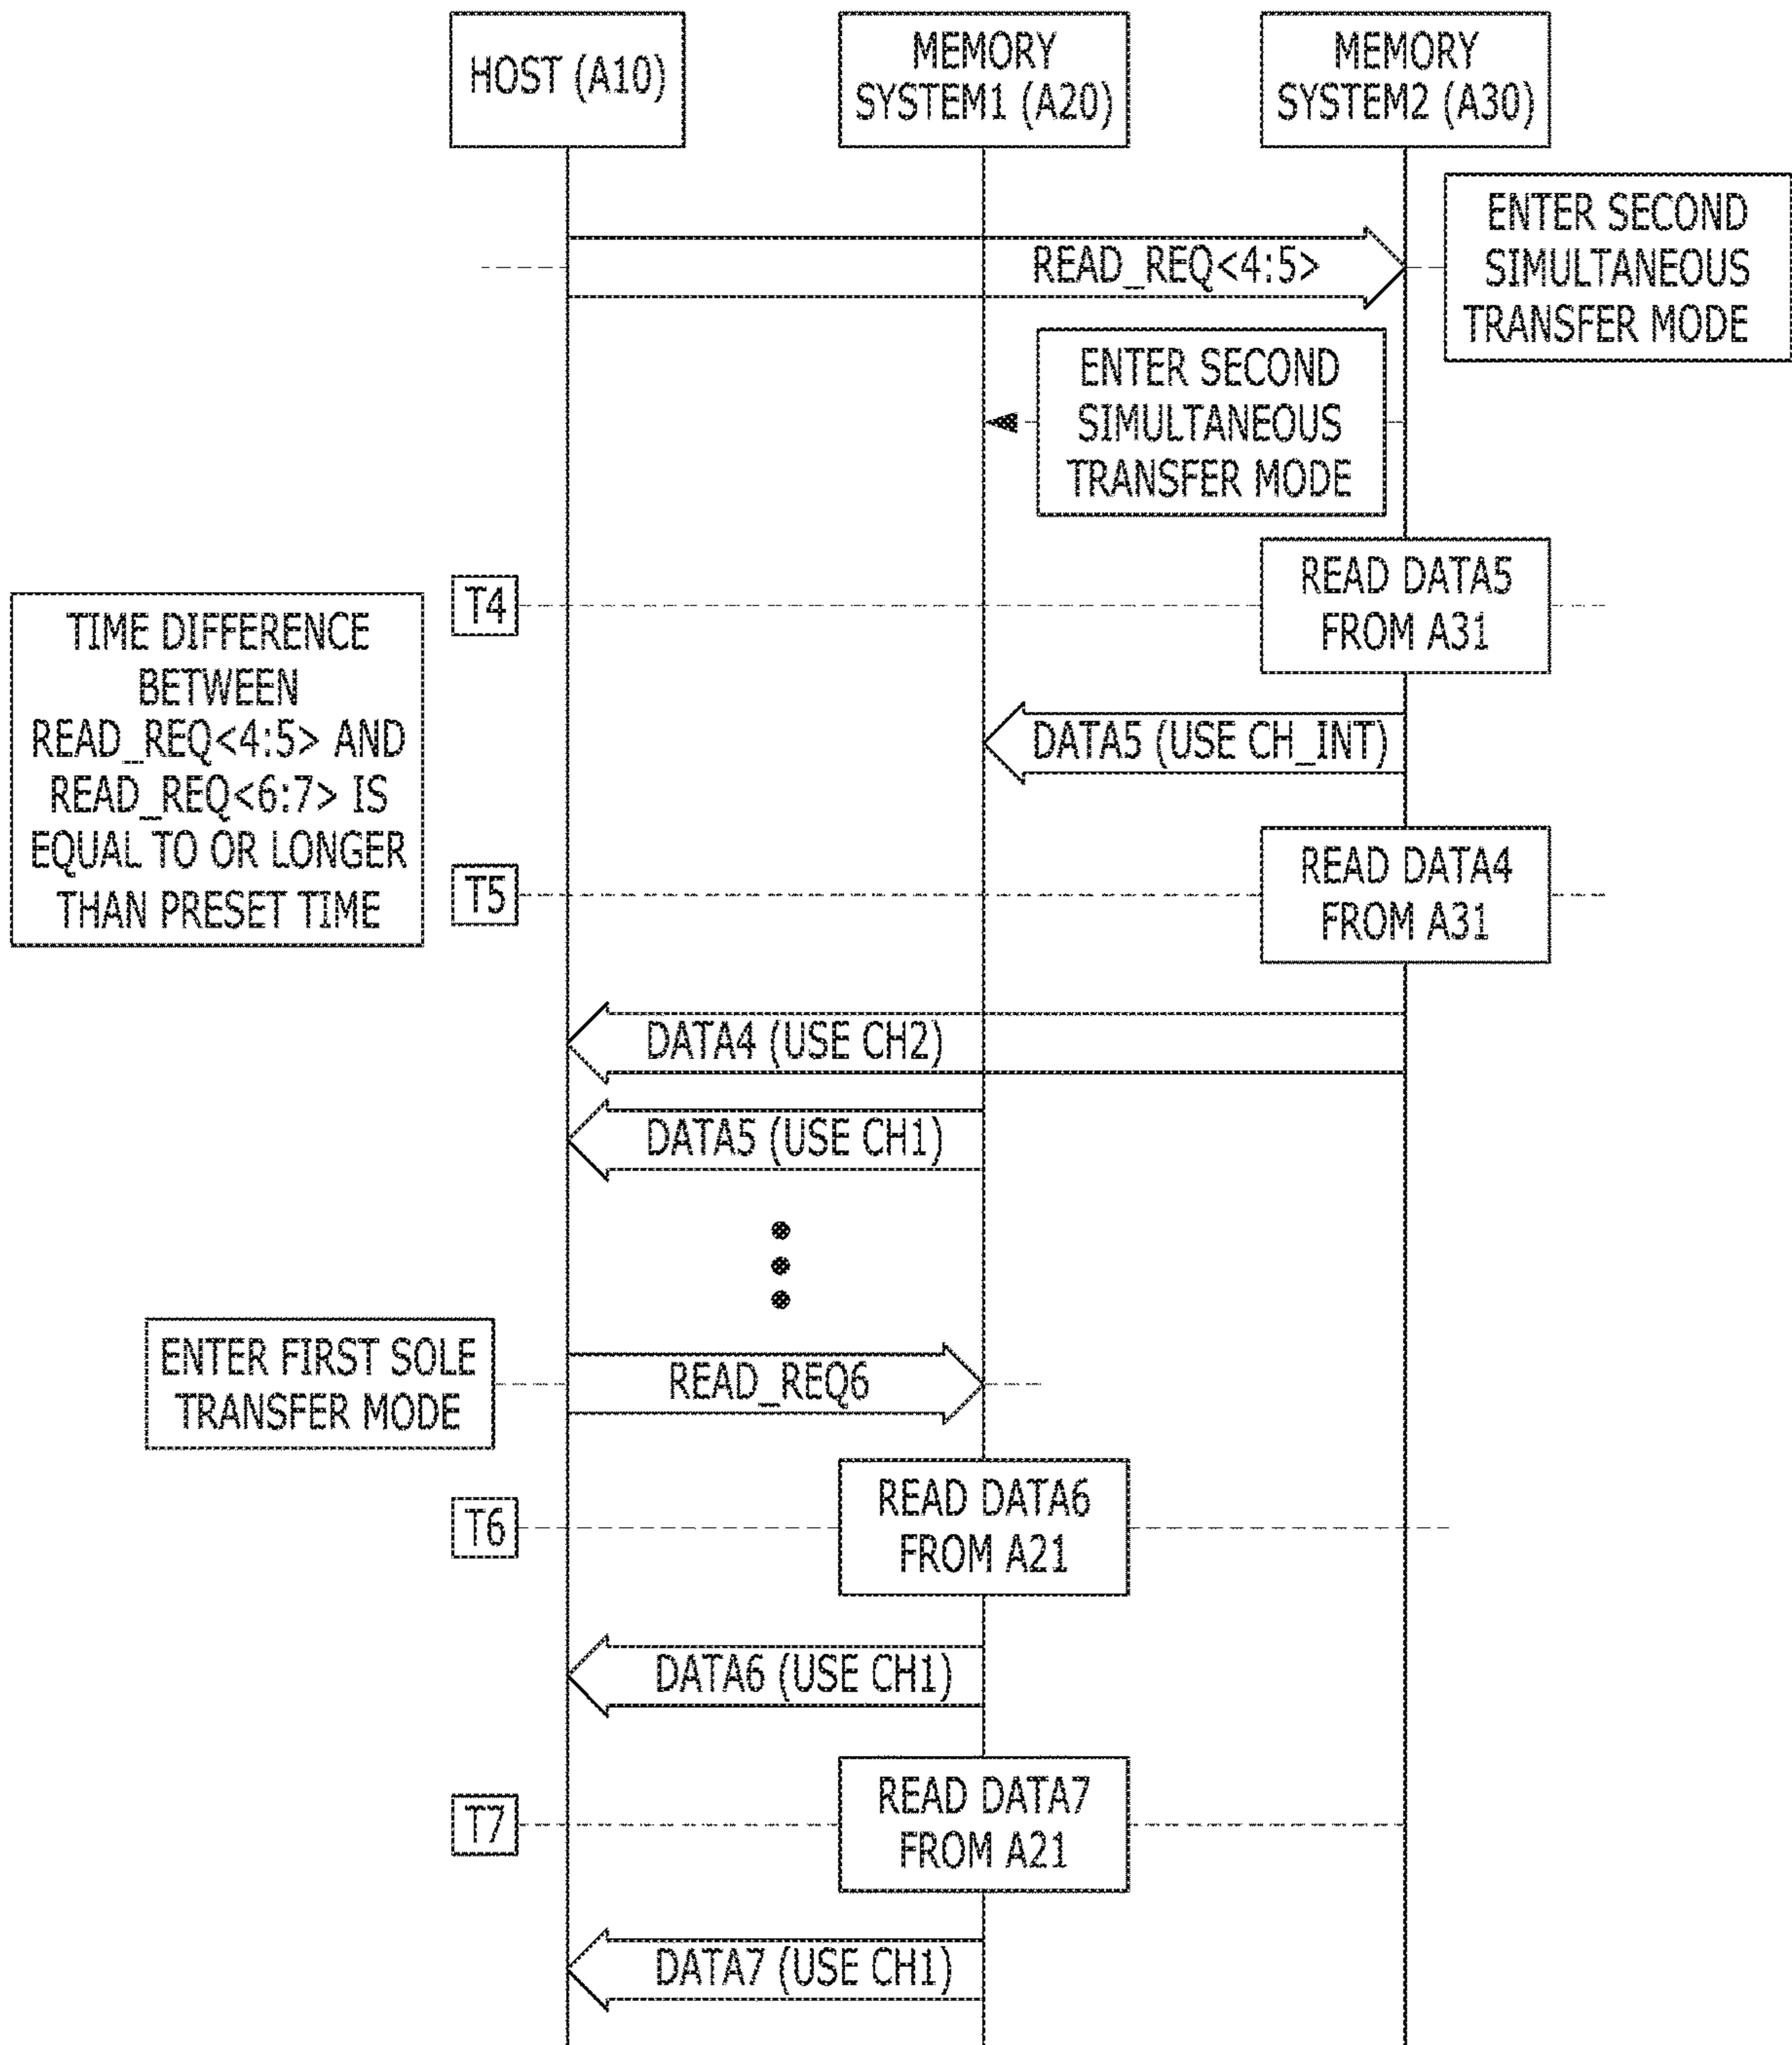 HOST (A10)
MEMORY
SYSTEM1 (A20)
MEMORY
SYSTEM2 (A30)
READ_REQ<4:5>
ENTER SECOND
SIMULTANEOUS
TRANSFER MODE
ENTER SECOND
SIMULTANEOUS
TRANSFER MODE
TIME DIFFERENCE
BETWEEN
READ_REQ<4:5> AND
READ_REQ<6:7> IS
EQUAL TO OR LONGER
THAN PRESET TIME
T4
READ DATA5
FROM A31
DATA5 (USE CH_INT)
T5
READ DATA4
FROM A31
DATA4 (USE CH2)
DATA5 (USE CH1)
ENTER FIRST SOLE
TRANSFER MODE
READ_REQ6
T6
READ DATA6
FROM A21
DATA6 (USE CH1)
T7
READ DATA7
FROM A21
DATA7 (USE CH1)